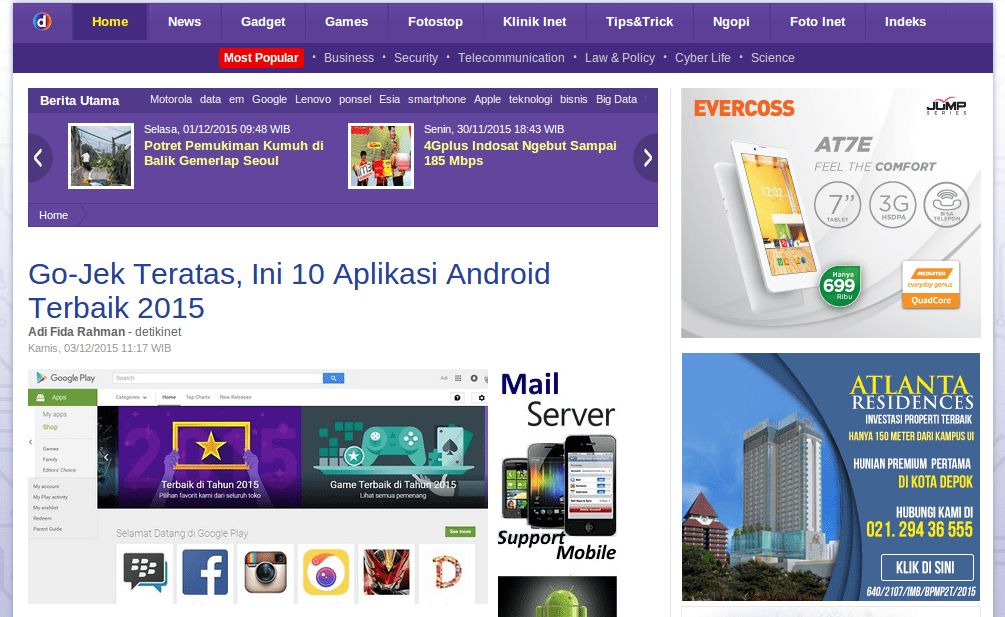 Home News Gadget Games Fotostop Klinik Inet Tips&Trick Ngopi Foto Inet Indeks
Most Popular • Business • Security • Telecommunication • Law & Policy • Cyber Life • Science
Berita Utama Motorola data em Google Lenovo ponsel Esia smartphone Apple teknologi bisnis Big Data
Selasa, 01/12/2015 09:48 WIB
Potret Pemukiman Kumuh di
Balik Gemerlap Seoul
Senin, 30/11/2015 18:43 WIB
4Gplus Indosat Ngebut Sampai
185 Mbps
Home
Go-Jek Teratas, Ini 10 Aplikasi Android
Terbaik 2015
Adi Fida Rahman - detikinet
Kamis, 03/12/2015 11:17 WIB
Google Play Search Adi
Apps Categories Home Top Charts New Releases
My apps
Shop
Games
Family
Editors' Choice
My account
My Play activity
My wishlist
Redeem
Parent Guide
2015
Terbaik di Tahun 2015
Pilihan favorit kami dari seluruh toko
Game Terbaik di Tahun 2015
Lihat semua pemenang
Selamat Datang di Google Play
See more
Mail
Server
Support
Mobile
EVERCOSS
JUMP
SERIES
AT7E
FEEL THE COMFORT
7”
TABLET
3G
HSDPA
BISA
TELEPON
12:02
Hanya
699
Ribu
MEDIATEK
everyday genius
QuadCore
ATLANTA
RESIDENCES
INVESTASI PROPERTI TERBAIK
HANYA 150 METER DARI KAMPUS UI
HUNIAN PREMIUM PERTAMA
DI KOTA DEPOK
HUBUNGI KAMI DI
021. 294 36 555
KLIK DI SINI
640/2107/IMB/BPMP2T/2015